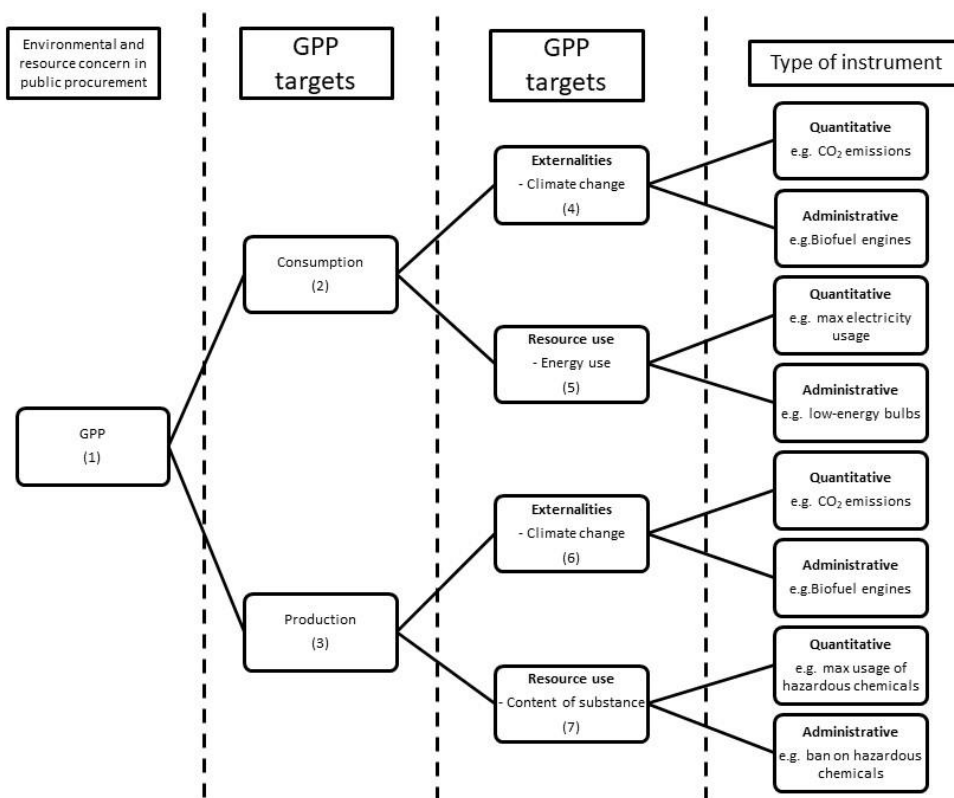 Environmental and
resource concern in
public procurement
GPP
targets
GPP
targets
Type of instrument
GPP
(1)
Consumption
(2)
Production
(3)
Externalities
- Climate change
(4)
Resource use
- Energy use
(5)
Externalities
- Climate change
(6)
Resource use
- Content of substance
(7)
Quantitative
e.g. CO₂ emissions
Administrative
e.g.Biofuel engines
Quantitative
e.g. max electricity
usage
Administrative
e.g. low-energy bulbs
Quantitative
e.g. CO₂ emissions
Administrative
e.g.Biofuel engines
Quantitative
e.g. max usage of
hazardous chemicals
Administrative
e.g. ban on hazardous
chemicals